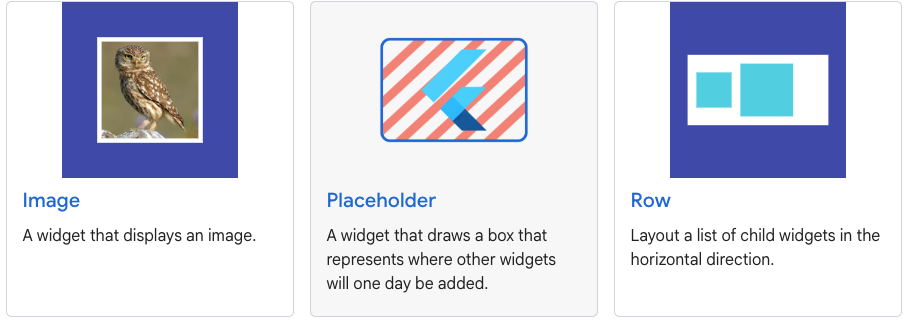 Image
A widget that displays an image.
Placeholder
A widget that draws a box that
represents where other widgets
will one day be added.
Row
Layout a list of child widgets in the
horizontal direction.